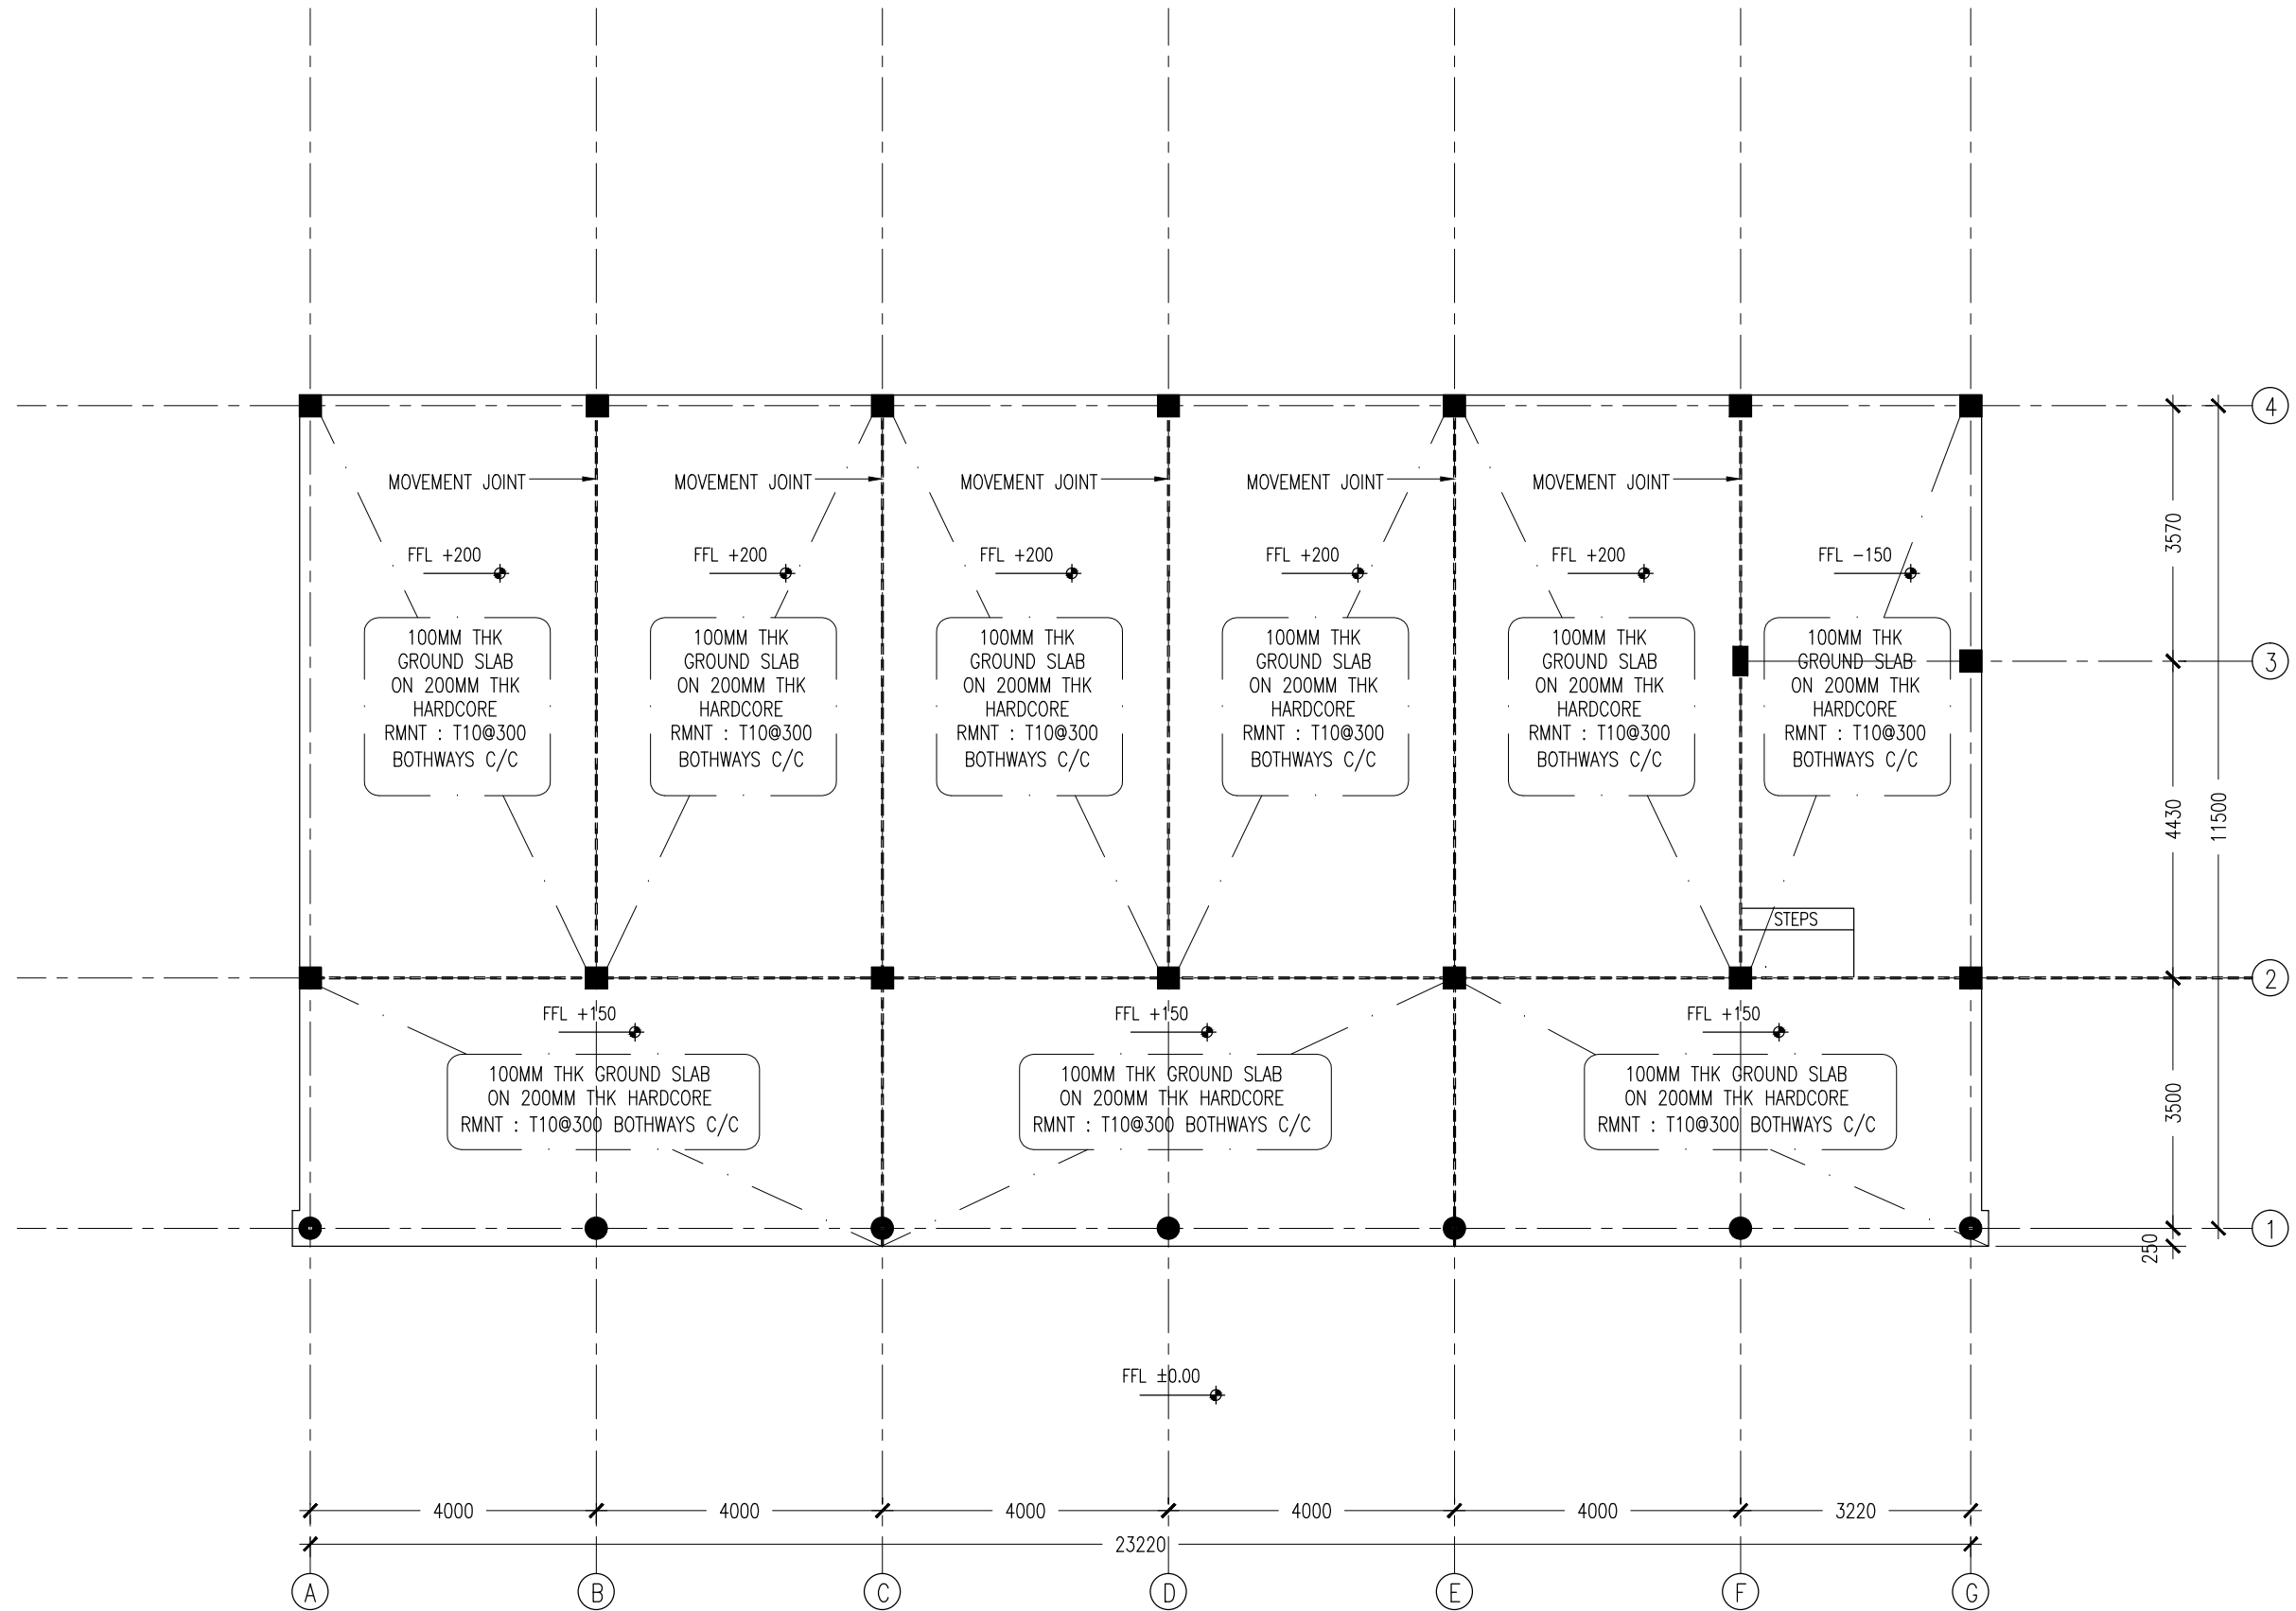 4
MOVEMENT JOINT
MOVEMENT JOINT
MOVEMENT JOINT
MOVEMENT JOINT
MOVEMENT JOINT
3570
FFL +200
FFL +200
FFL +200
FFL +200
FFL +200
FFL -150
100MM THK
GROUND SLAB
ON 200MM THK
HARDCORE
RMNT : T10@300
BOTHWAYS C/C
100MM THK
GROUND SLAB
ON 200MM THK
HARDCORE
RMNT : T10@300
BOTHWAYS C/C
100MM THK
GROUND SLAB
ON 200MM THK
HARDCORE
RMNT : T10@300
BOTHWAYS C/C
100MM THK
GROUND SLAB
ON 200MM THK
HARDCORE
RMNT : T10@300
BOTHWAYS C/C
100MM THK
GROUND SLAB
ON 200MM THK
HARDCORE
RMNT : T10@300
BOTHWAYS C/C
100MM THK
GROUND SLAB
ON 200MM THK
HARDCORE
RMNT : T10@300
BOTHWAYS C/C
3
4430
11500
STEPS
2
FFL +150
FFL +150
FFL +150
100MM THK GROUND SLAB
ON 200MM THK HARDCORE
RMNT : T10@300 BOTHWAYS C/C
100MM THK GROUND SLAB
ON 200MM THK HARDCORE
RMNT : T10@300 BOTHWAYS C/C
100MM THK GROUND SLAB
ON 200MM THK HARDCORE
RMNT : T10@300 BOTHWAYS C/C
3500
1
250
FFL ±0.00
4000
4000
4000
4000
4000
3220
23220
A
B
C
D
E
F
G